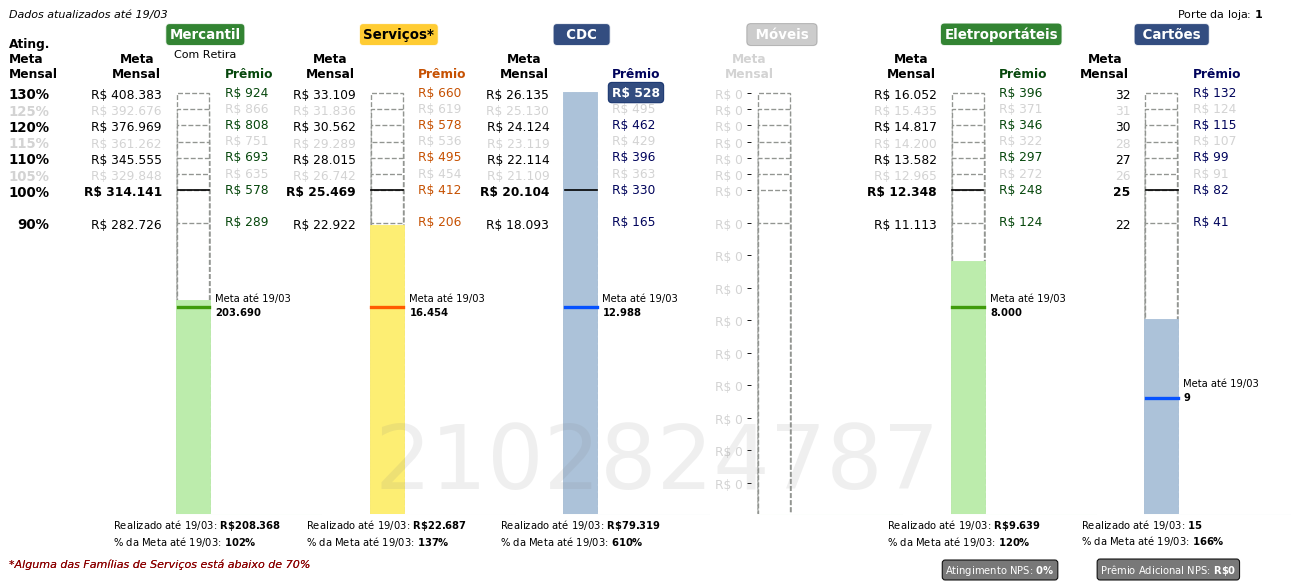 Dados atualizados até 19/03
Porte da loja: 1
Mercantil Serviços* CDC Móveis Eletroportáteis Cartões
Com Retira
Ating. Meta Mensal
Meta Mensal Prêmio Meta Mensal Prêmio Meta Mensal Prêmio Meta Mensal Meta Mensal Prêmio Meta Mensal Prêmio
130% R$ 408.383 R$ 924 R$ 33.109 R$ 660 R$ 26.135 R$ 528 R$ 0 R$ 16.052 R$ 396 32 R$ 132
125% R$ 392.676 R$ 866 R$ 31.836 R$ 619 R$ 25.130 R$ 495 R$ 0 R$ 15.435 R$ 371 31 R$ 124
120% R$ 376.969 R$ 808 R$ 30.562 R$ 578 R$ 24.124 R$ 462 R$ 0 R$ 14.817 R$ 346 30 R$ 115
115% R$ 361.262 R$ 751 R$ 29.289 R$ 536 R$ 23.119 R$ 429 R$ 0 R$ 14.200 R$ 322 28 R$ 107
110% R$ 345.555 R$ 693 R$ 28.015 R$ 495 R$ 22.114 R$ 396 R$ 0 R$ 13.582 R$ 297 27 R$ 99
105% R$ 329.848 R$ 635 R$ 26.742 R$ 454 R$ 21.109 R$ 363 R$ 0 R$ 12.965 R$ 272 26 R$ 91
100% R$ 314.141 R$ 578 R$ 25.469 R$ 412 R$ 20.104 R$ 330 R$ 0 R$ 12.348 R$ 248 25 R$ 82
90% R$ 282.726 R$ 289 R$ 22.922 R$ 206 R$ 18.093 R$ 165 R$ 0 R$ 11.113 R$ 124 22 R$ 41
R$ 0
R$ 0
Meta até 19/03 Meta até 19/03 Meta até 19/03 Meta até 19/03
203.690 16.454 12.988 8.000
R$ 0
R$ 0
Meta até 19/03
R$ 0
9
R$ 0
R$ 0
R$ 0
2102824787
Realizado até 19/03: R$208.368 Realizado até 19/03: R$22.687 Realizado até 19/03: R$79.319 Realizado até 19/03: R$9.639 Realizado até 19/03: 15
% da Meta até 19/03: 102% % da Meta até 19/03: 137% % da Meta até 19/03: 610% % da Meta até 19/03: 120% % da Meta até 19/03: 166%
*Alguma das Famílias de Serviços está abaixo de 70%
Atingimento NPS: 0% Prêmio Adicional NPS: R$0